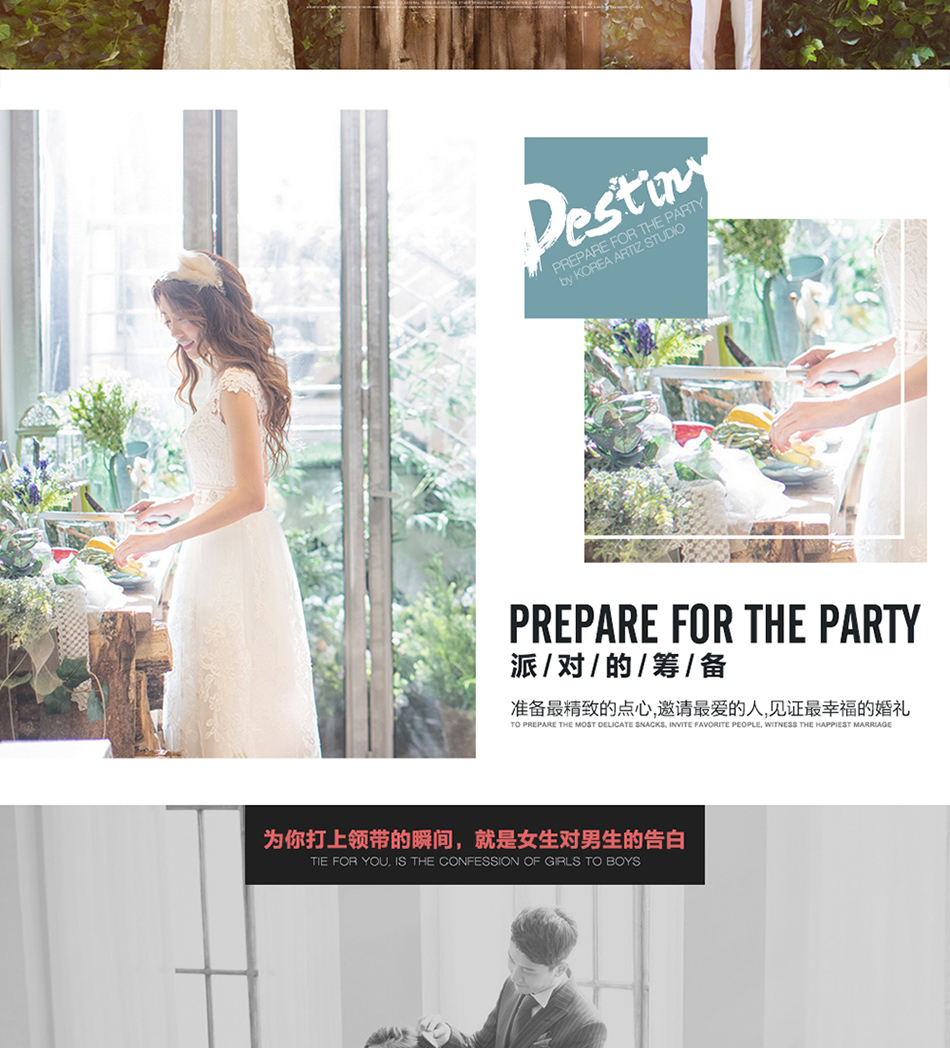 Destiny
PREPARE FOR THE PARTY
by KOREA ARTIZ STUDIO
PREPARE FOR THE PARTY
派/对/的/筹/备
准备最精致的点心,邀请最爱的人,见证最幸福的婚礼
TO PREPARE THE MOST DELICATE SNACKS, INVITE FAVORITE PEOPLE, WITNESS THE HAPPIEST MARRIAGE
为你打上领带的瞬间，就是女生对男生的告白
TIE FOR YOU, IS THE CONFESSION OF GIRLS TO BOYS